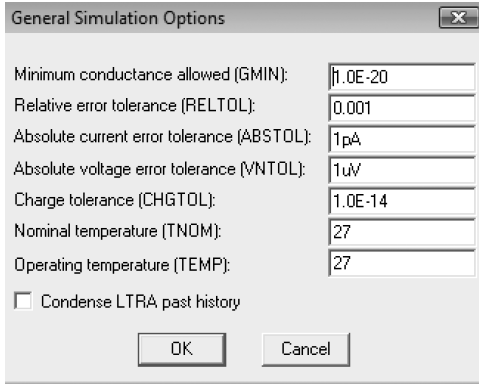 General Simulation Options
Minimum conductance allowed (GMIN): 1.0E-20
Relative error tolerance (RELTOL): 0.001
Absolute current error tolerance (ABSTOL): 1pA
Absolute voltage error tolerance (VNTOL): 1uV
Charge tolerance (CHGTOL): 1.0E-14
Nominal temperature (TNOM): 27
Operating temperature (TEMP): 27
Condense LTRA past history
OK Cancel